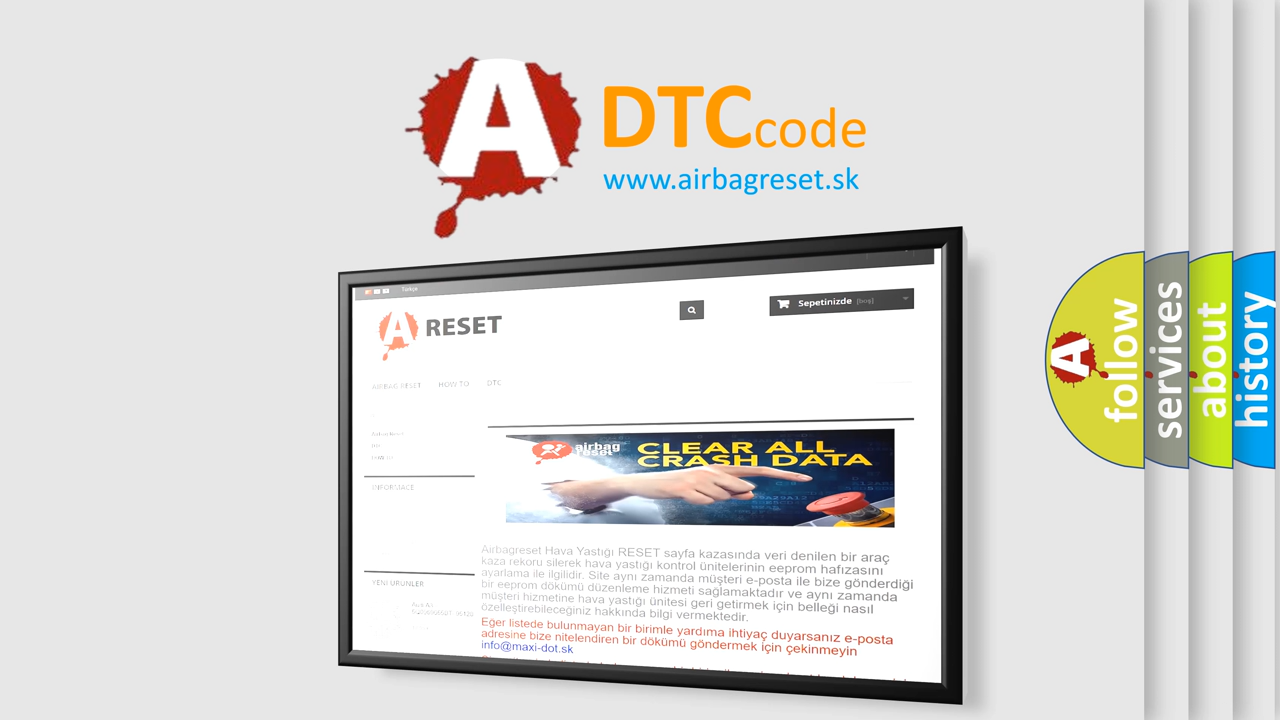 A DTCcode
www.airbagreset.sk
Türkçe
A RESET
Sepetinizde [boş]
AIRBAG RESET HOW TO DTC
INFORMACE
airbag
reset
CLEAR ALL
CRASH DATA
Airbagreset Hava Yastığı RESET sayfa kazasında veri denilen bir araç
kaza rekoru silerek hava yastığı kontrol ünitelerinin eeprom hafızasını
ayarlama ile ilgilidir. Site aynı zamanda müşteri e-posta ile bize gönderdiği
bir eeprom dökümü düzenleme hizmeti sağlamaktadır ve aynı zamanda
müşteri hizmetine hava yastığı ünitesi geri getirmek için belleği nasıl
özelleştirebileceğiniz hakkında bilgi vermektedir.
Eğer listede bulunmayan bir birimle yardıma ihtiyaç duyarsanız e-posta
adresine bize nitelendiren bir dökümü göndermek için çekinmeyin
info@maxi-dot.sk
YENI ÜRÜNLER
A follow
services
about
history